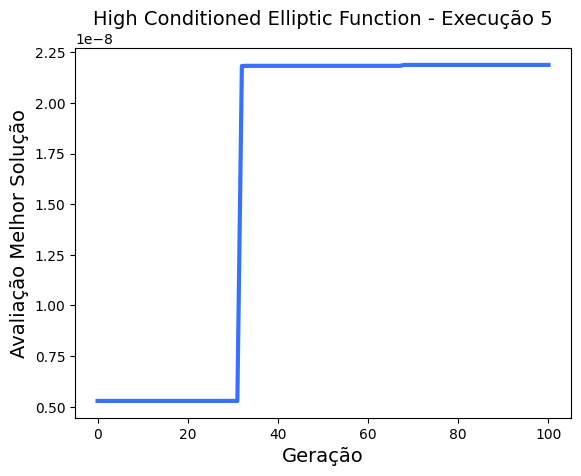 High Conditioned Elliptic Function - Execução 5
1e−8
2.25
2.00
1.75
1.50
1.25
1.00
0.75
0.50
Avaliação Melhor Solução
0 20 40 60 80 100
Geração